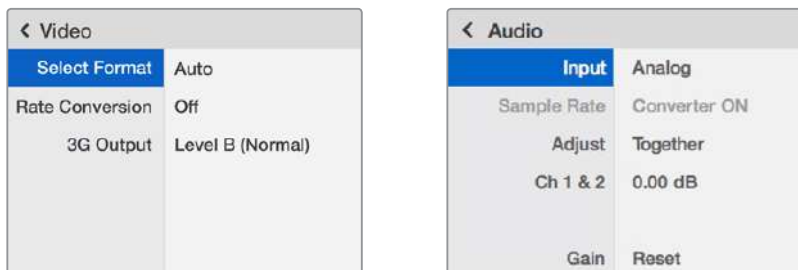 < Video
Select Format Auto
Rate Conversion Off
3G Output Level B (Normal)
< Audio
Input Analog
Sample Rate Converter ON
Adjust Together
Ch 1 & 2 0.00 dB
Gain Reset